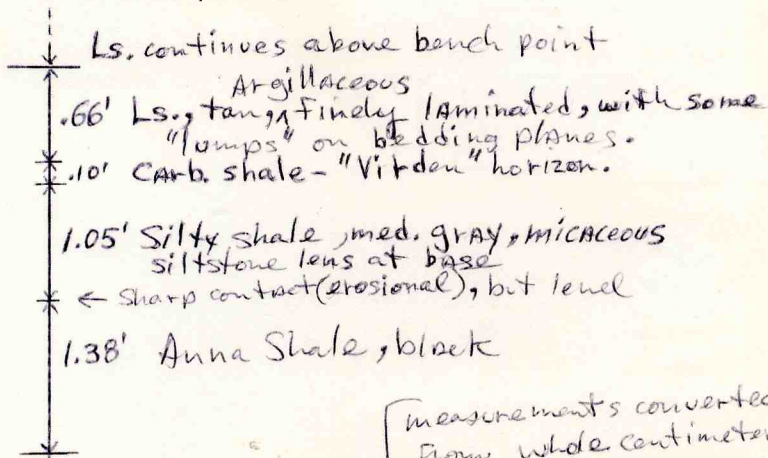 Ls. continues above bench point
Argillaceous
.66' Ls., tan, ^ finely laminated, with some
"lumps" on bedding planes.
.10' Carb. shale - "Virden" horizon.
1.05' Silty shale, med. gray, micaceous
siltstone lens at base
← Sharp contact (erosional), but level
1.38' Anna Shale, black
[measurements converted
from whole centimeter